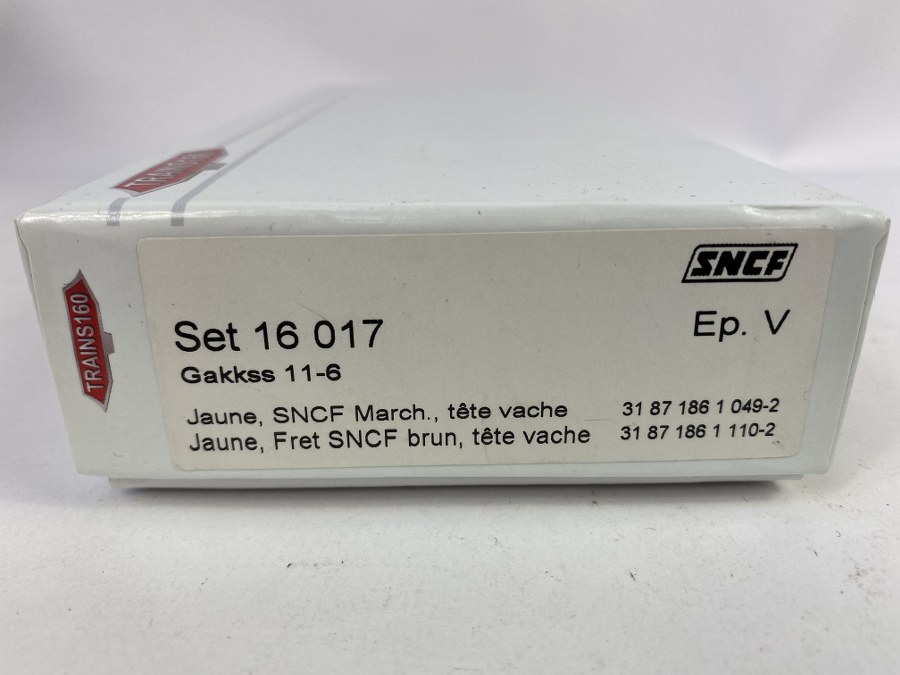 TRAINS160
TRAINS160
SNCF
Set 16 017
Ep. V
Gakkss 11-6
Jaune, SNCF March., tête vache 31 87 186 1 049-2
Jaune, Fret SNCF brun, tête vache 31 87 186 1 110-2